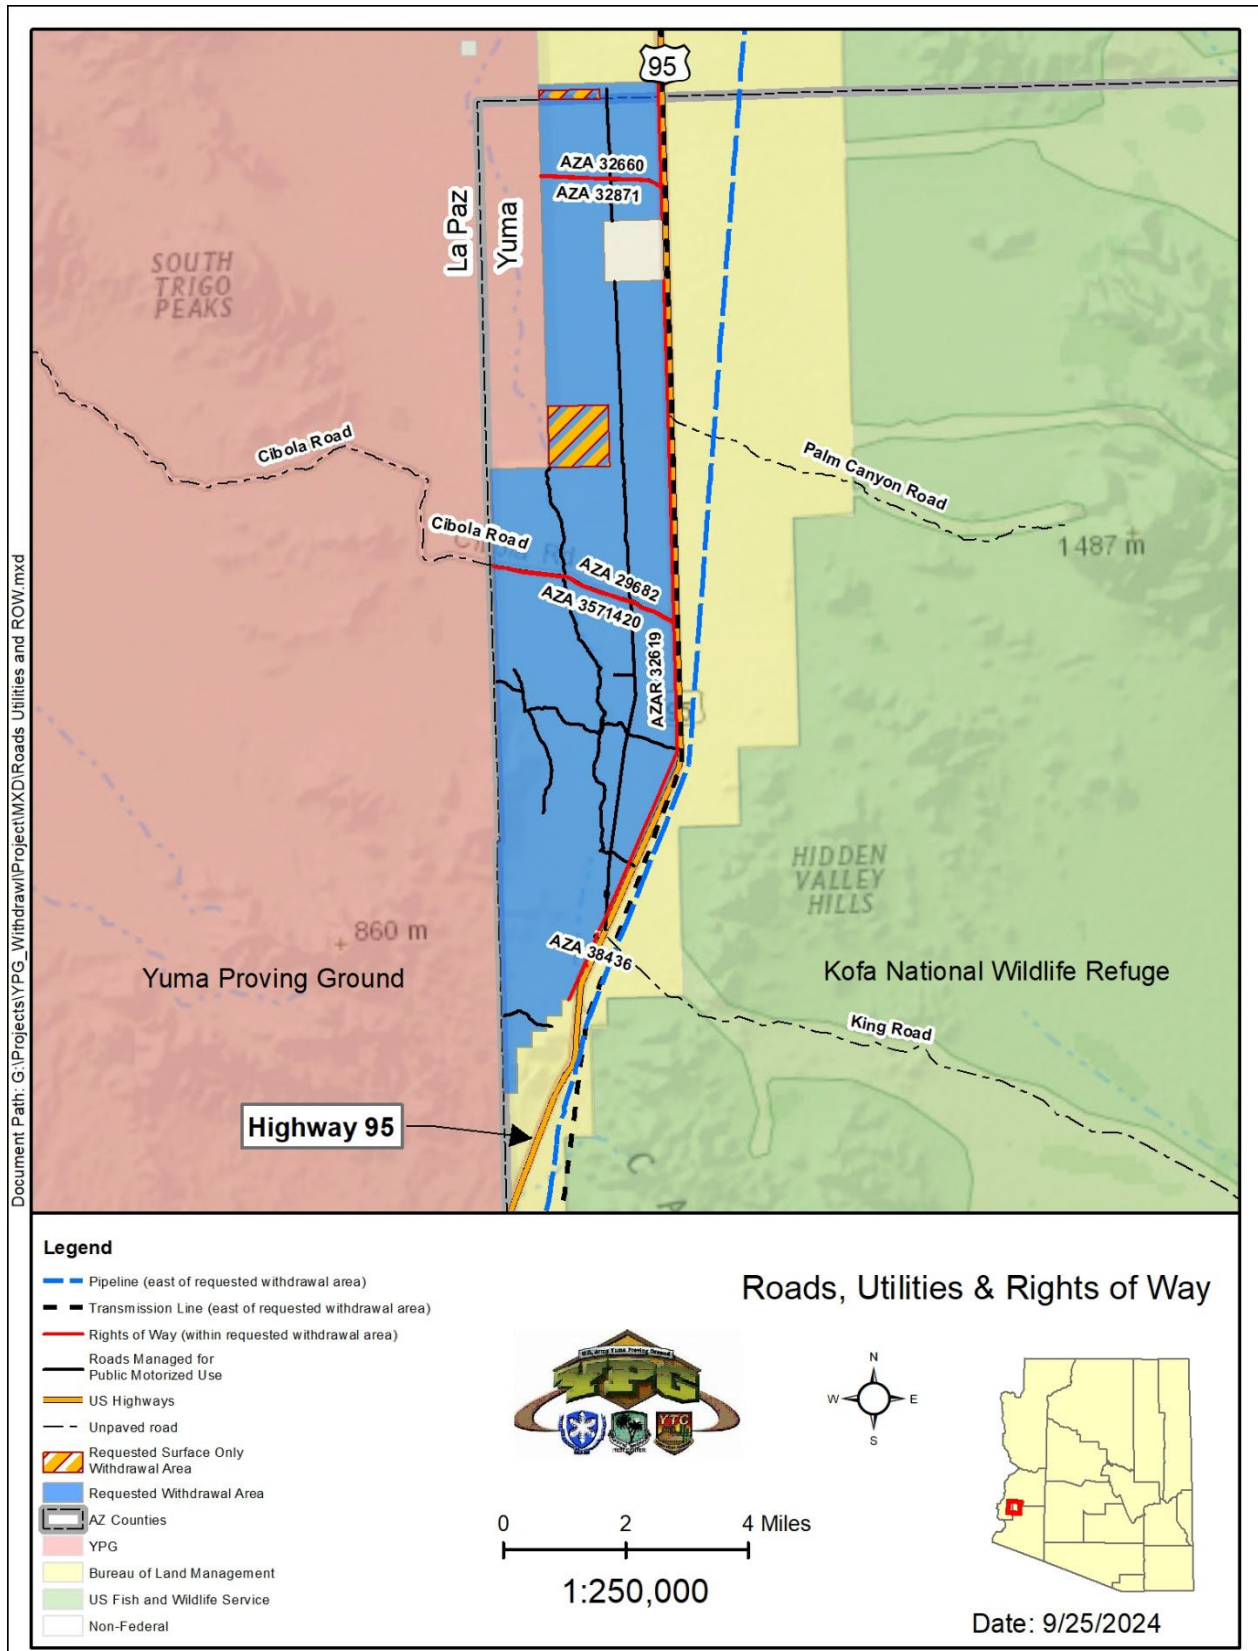 Document Path: G:\Projects\YPG_Withdrawl\Project\MXD\Roads Utilities and ROW.mxd
95
AZA 32660
AZA 32871
La Paz
Yuma
SOUTH
TRIGO
PEAKS
Cibola Road
Palm Canyon Road
Cibola Road
1487 m
AZA 29682
AZA 3571420
AZAR 32619
HIDDEN
VALLEY
HILLS
860 m
AZA 38436
Yuma Proving Ground
Kofa National Wildlife Refuge
King Road
Highway 95
Legend
Pipeline (east of requested withdrawal area)
Transmission Line (east of requested withdrawal area)
Rights of Way (within requested withdrawal area)
Roads Managed for
Public Motorized Use
US Highways
Unpaved road
Requested Surface Only
Withdrawal Area
Requested Withdrawal Area
AZ Counties
YPG
Bureau of Land Management
US Fish and Wildlife Service
Non-Federal
Roads, Utilities & Rights of Way
U.S. Army Yuma Proving Ground
YPG
YTC
N
W E
S
0 2 4 Miles
1:250,000
Date: 9/25/2024